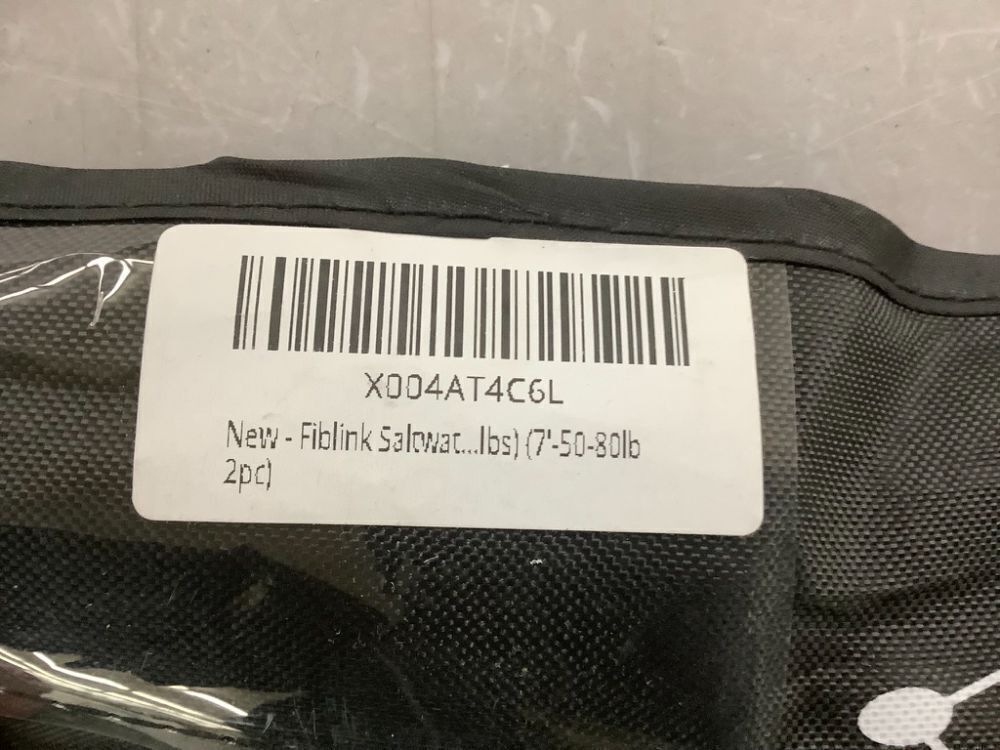 X004AT4C6L
New - Fiblink Saltwat...lbs) (7'-50-80lb
2pc)